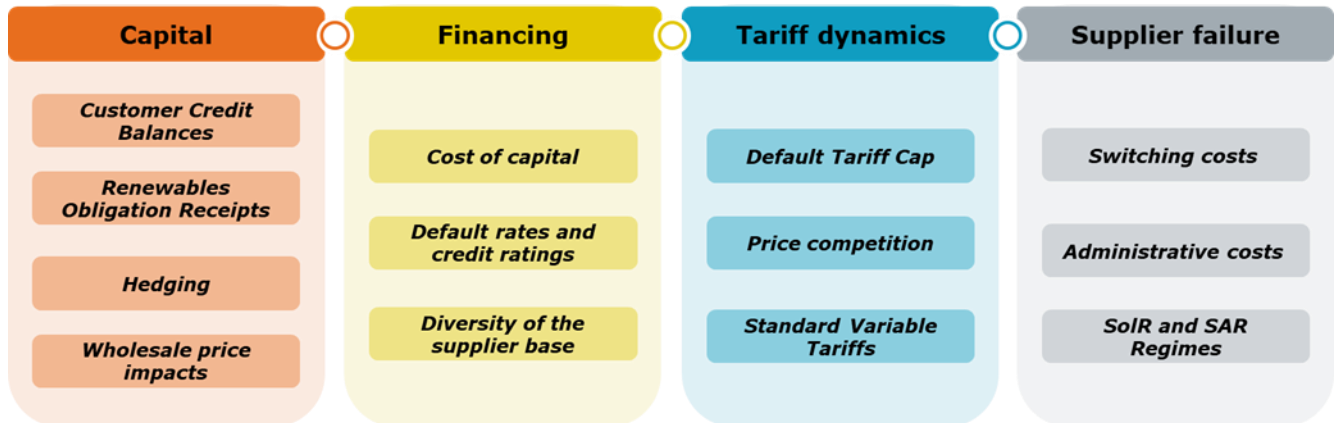 Capital
Customer Credit
Balances
Renewables
Obligation Receipts
Hedging
Wholesale price
impacts
Financing
Cost of capital
Default rates and
credit ratings
Diversity of the
supplier base
Tariff dynamics
Default Tariff Cap
Price competition
Standard Variable
Tariffs
Supplier failure
Switching costs
Administrative costs
SolR and SAR
Regimes